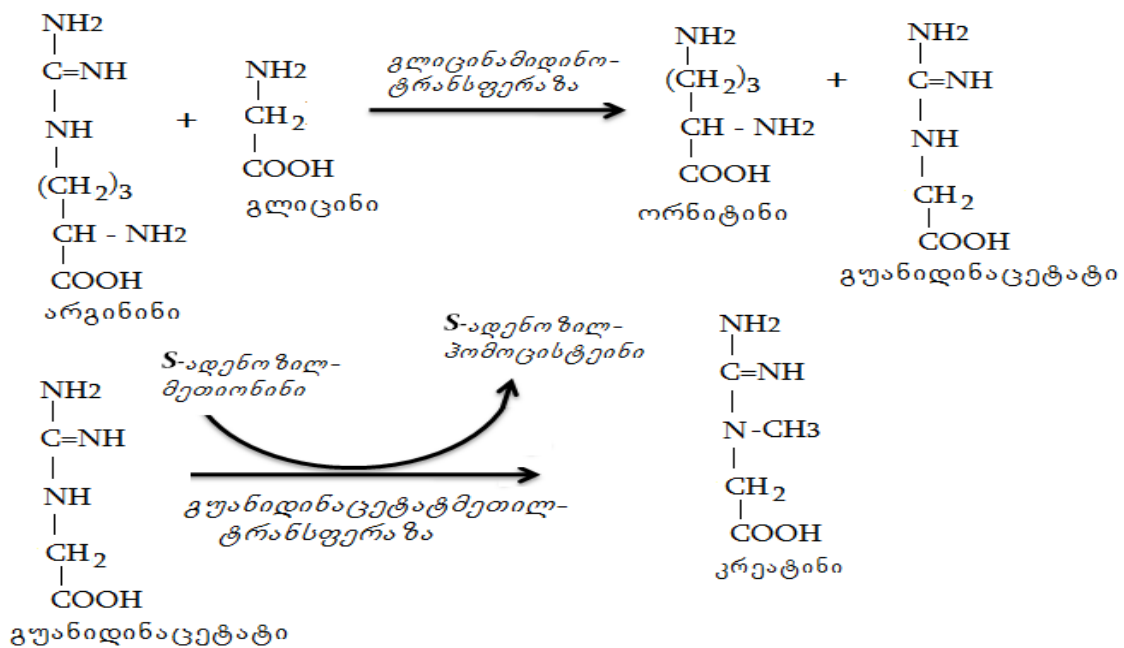 NH2
C=NH
NH
(CH2)3
CH - NH2
COOH
არგინინი
+
NH2
CH2
COOH
გლიცინი
გლიცინამიდინო-
ტრანსფერაზა
NH2
(CH2)3
CH - NH2
COOH
ორნიტინი
+
NH2
C=NH
NH
CH2
COOH
გუანიდინაცეტატი
NH2
C=NH
NH
CH2
COOH
გუანიდინაცეტატი
S-ადენოზილ-
მეთიონინი
S-ადენოზილ-
ჰომოცისტეინი
გუანიდინაცეტატმეთილ-
ტრანსფერაზა
NH2
C=NH
N-CH3
CH2
COOH
კრეატინი